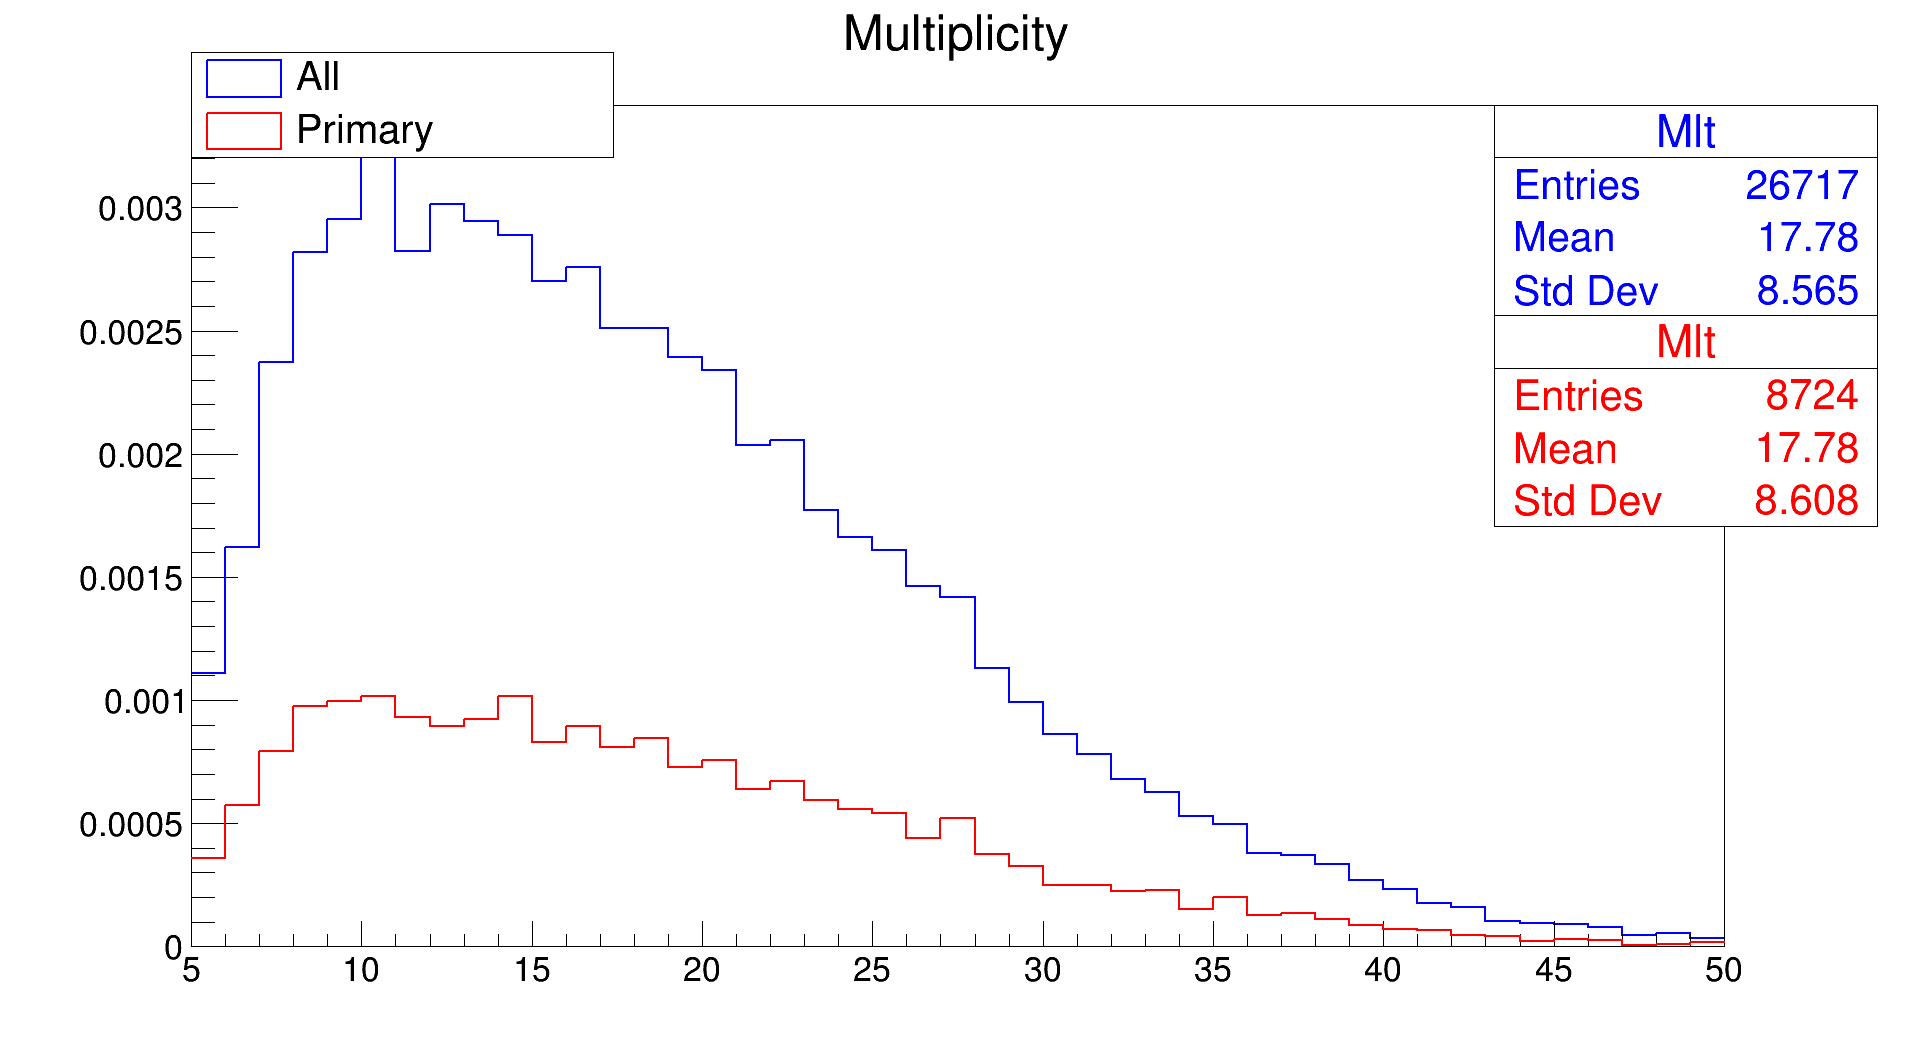 Multiplicity
All
Primary
Mlt
Entries 26717
Mean 17.78
Std Dev 8.565
Mlt
Entries 8724
Mean 17.78
Std Dev 8.608
0.003
0.0025
0.002
0.0015
0.001
0.0005
0
5 10 15 20 25 30 35 40 45 50